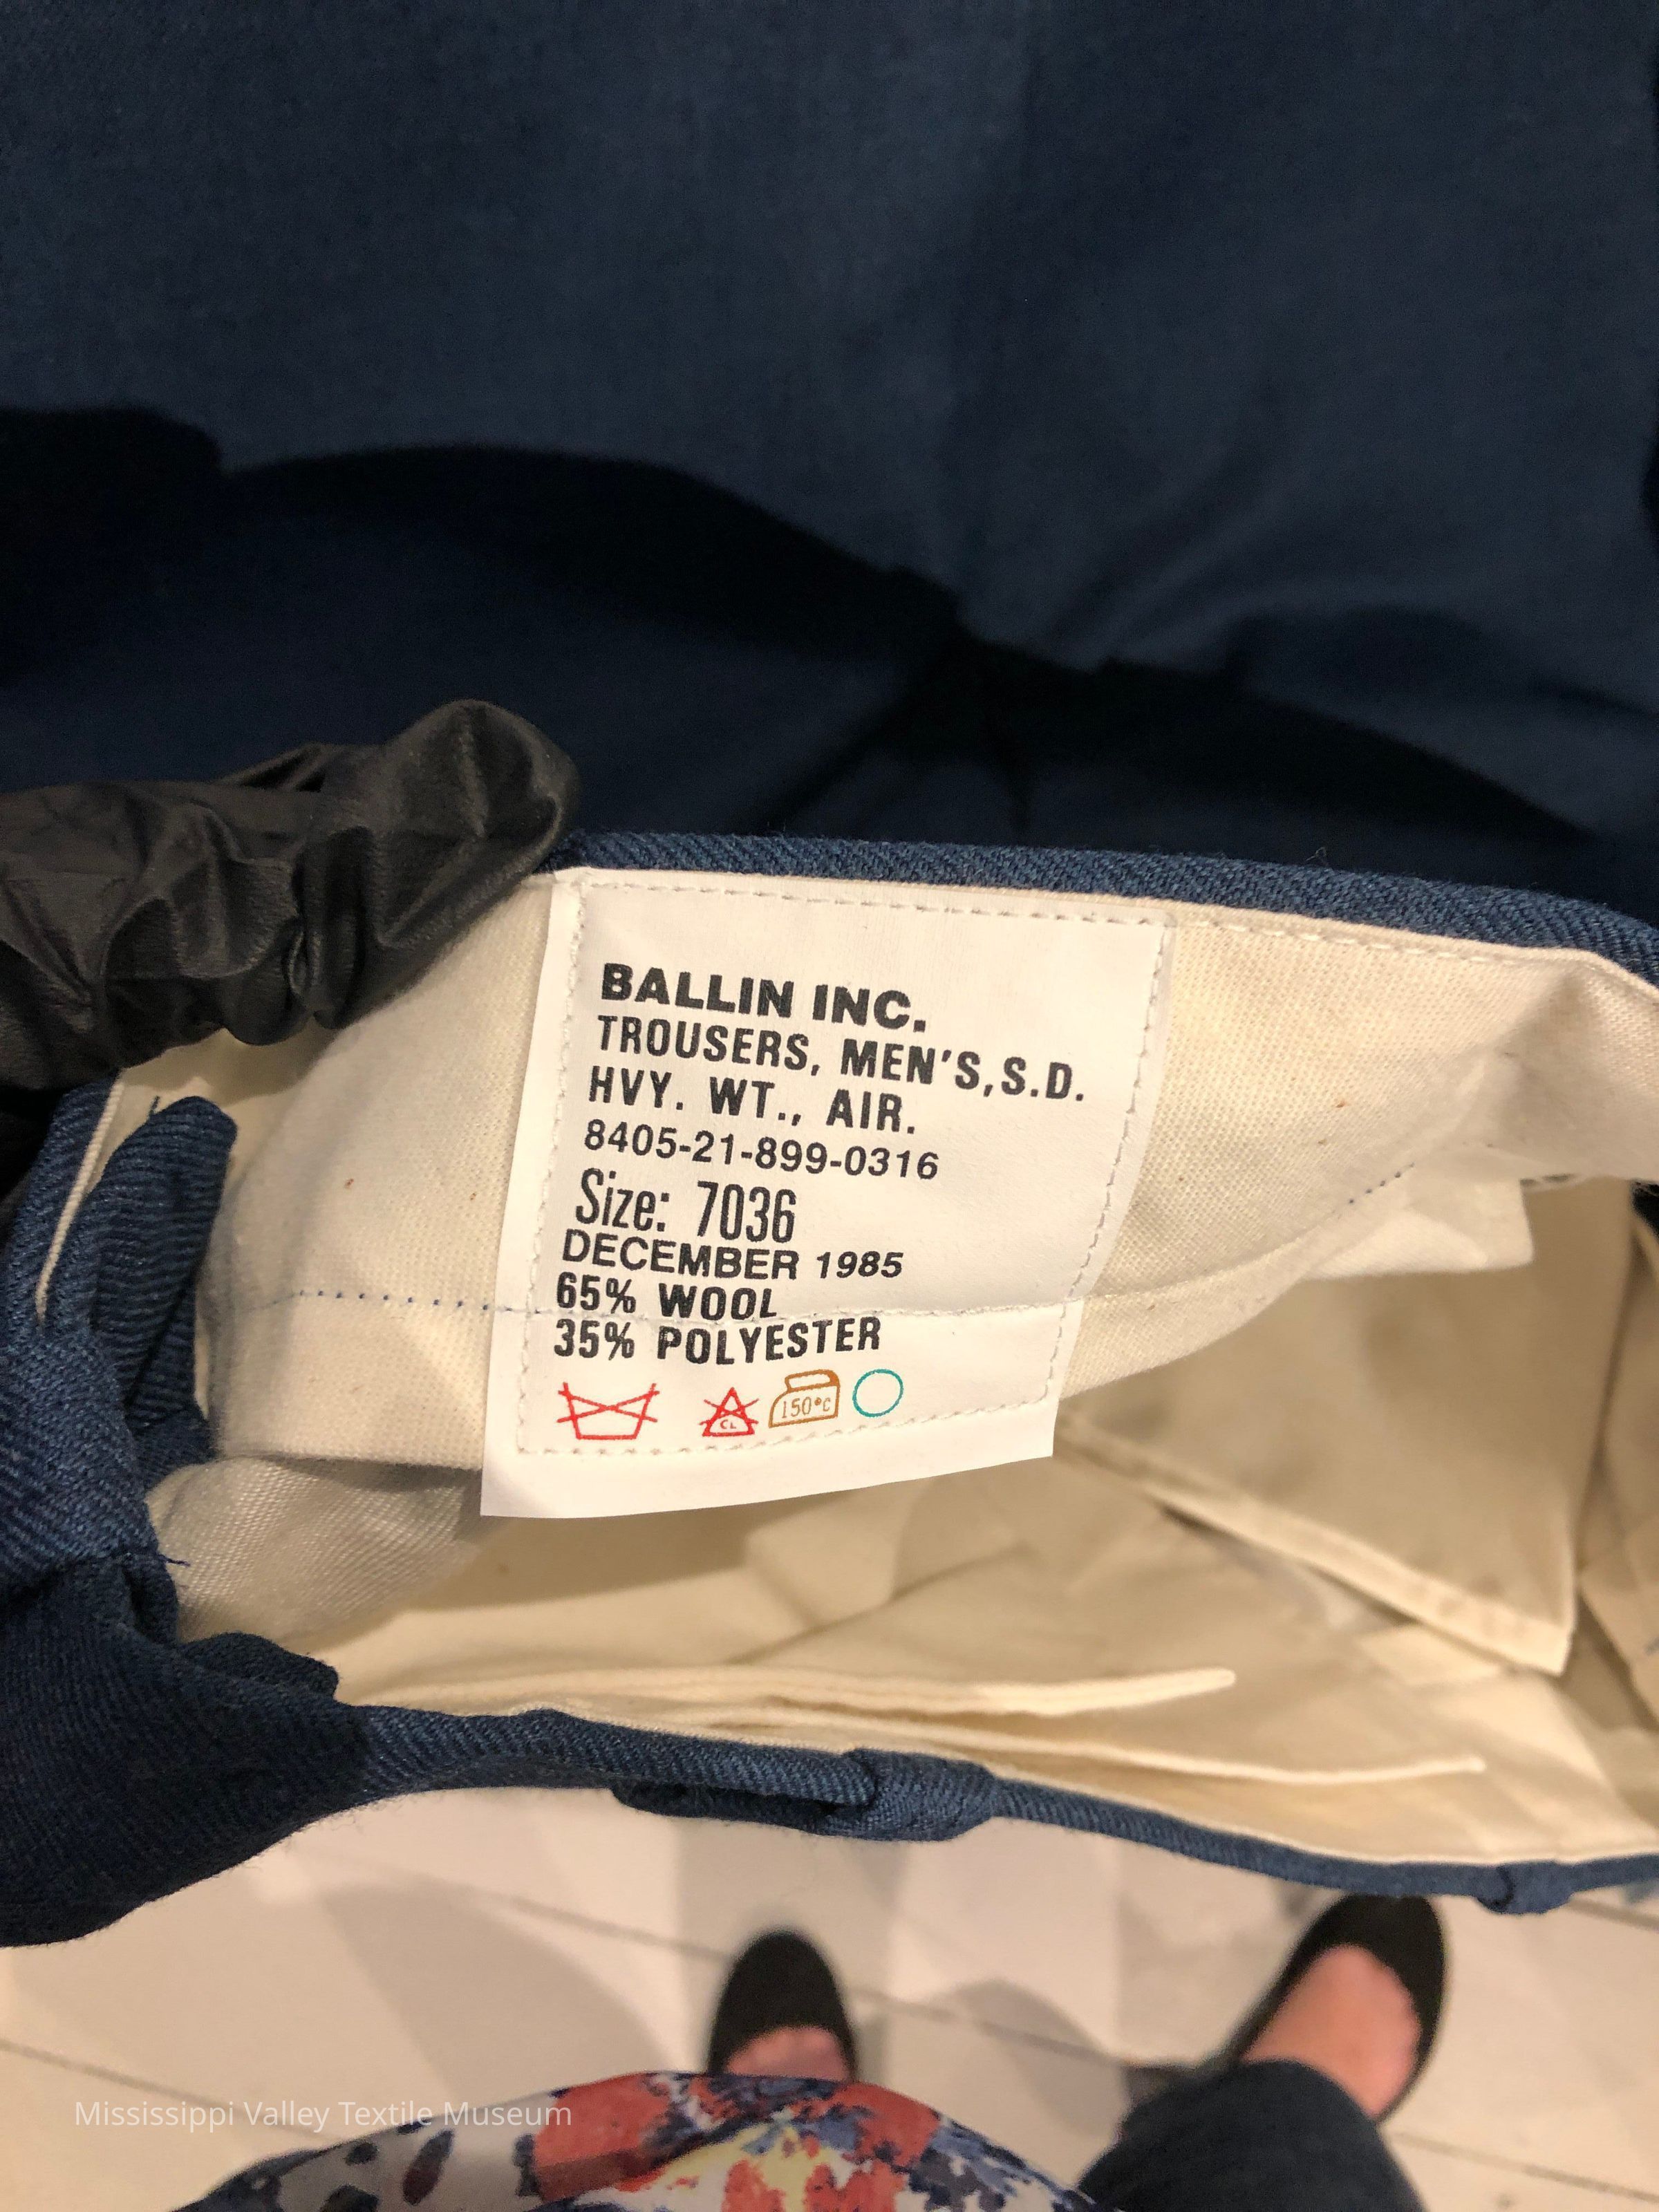 BALLIN INC.
TROUSERS, MEN'S,S.D.
HVY. WT., AIR.
8405-21-899-0316
Size: 7036
DECEMBER 1985
65% WOOL
35% POLYESTER
CL 150°C
Mississippi Valley Textile Museum